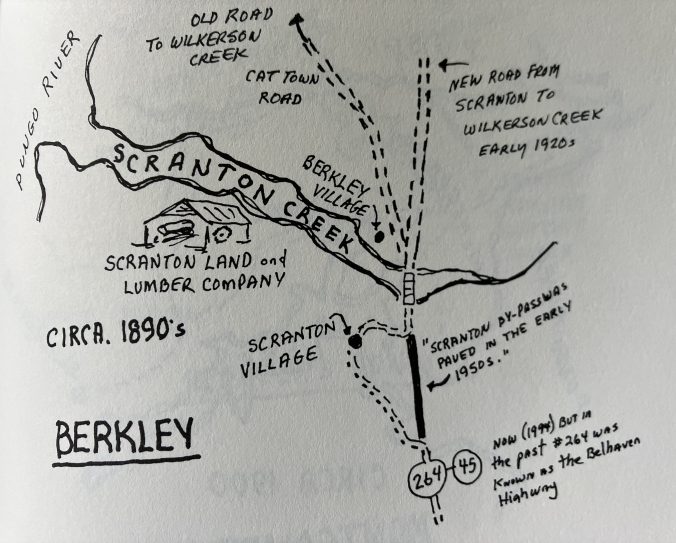 OLD ROAD
TO WILKERSON
CREEK
CAT TOWN
ROAD
NEW ROAD FROM
SCRANTON TO
WILKERSON CREEK
EARLY 1920s
PUNGO RIVER
SCRANTON CREEK
BERKLEY
VILLAGE
SCRANTON LAND and
LUMBER COMPANY
CIRCA. 1890's
SCRANTON
VILLAGE
"SCRANTON BY-PASS WAS
PAVED IN THE EARLY
1950s."
BERKLEY
264
45
NOW (1994) BUT in
the past #264 was
KNOWN AS the Belhaven
Highway
CIRCA 1900